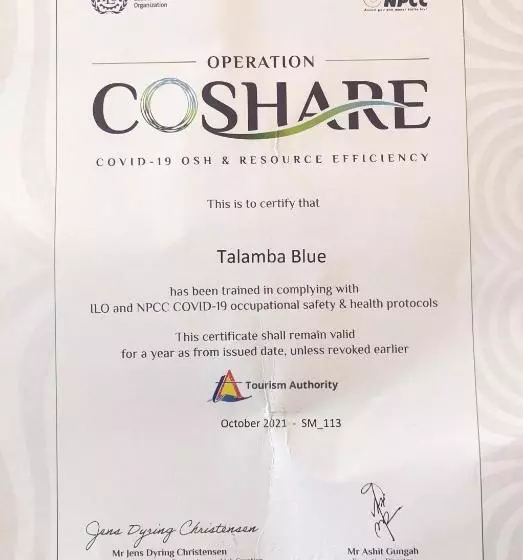 Organization
NPCC
OPERATION
COSHARE
COVID-19 OSH & RESOURCE EFFICIENCY
This is to certify that
Talamba Blue
has been trained in complying with
ILO and NPCC COVID-19 occupational safety & health protocols
This certificate shall remain valid
for a year as from issued date, unless revoked earlier
Tourism Authority
October 2021 - SM_113
Jens Dyring Christensen
Mr Jens Dyring Christensen
Mr Ashit Gungah